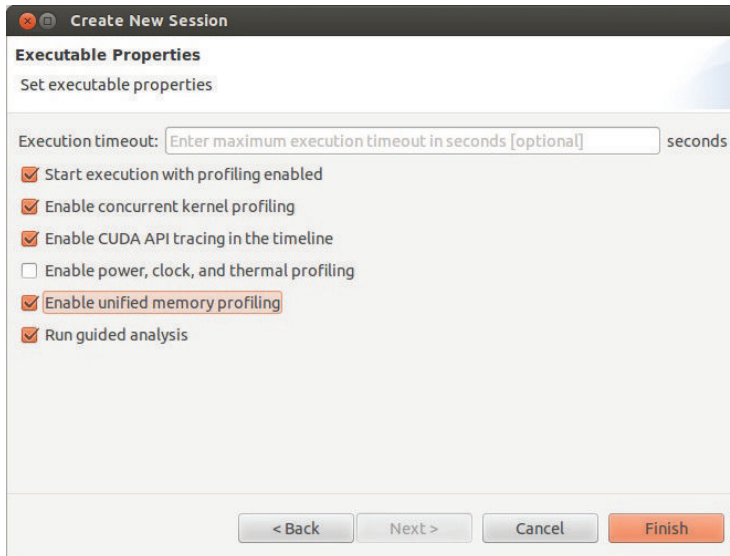 Create New Session
Executable Properties
Set executable properties
Execution timeout: Enter maximum execution timeout in seconds [optional] seconds
Start execution with profiling enabled
Enable concurrent kernel profiling
Enable CUDA API tracing in the timeline
Enable power, clock, and thermal profiling
Enable unified memory profiling
Run guided analysis
< Back Next > Cancel Finish